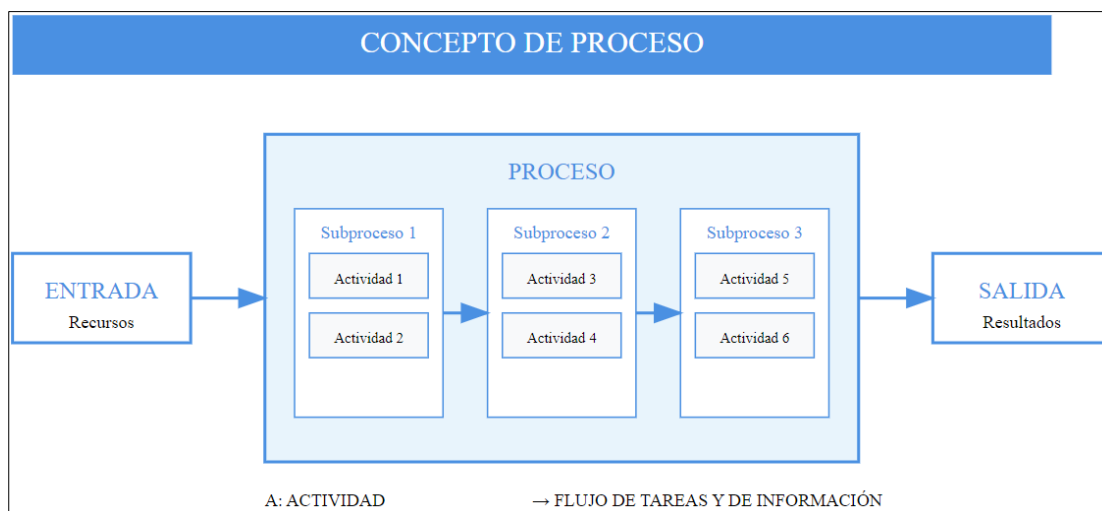 CONCEPTO DE PROCESO
PROCESO
Subproceso 1
Subproceso 2
Subproceso 3
ENTRADA
Recursos
Actividad 1
Actividad 2
Actividad 3
Actividad 4
Actividad 5
Actividad 6
SALIDA
Resultados
A: ACTIVIDAD
→ FLUJO DE TAREAS Y DE INFORMACIÓN